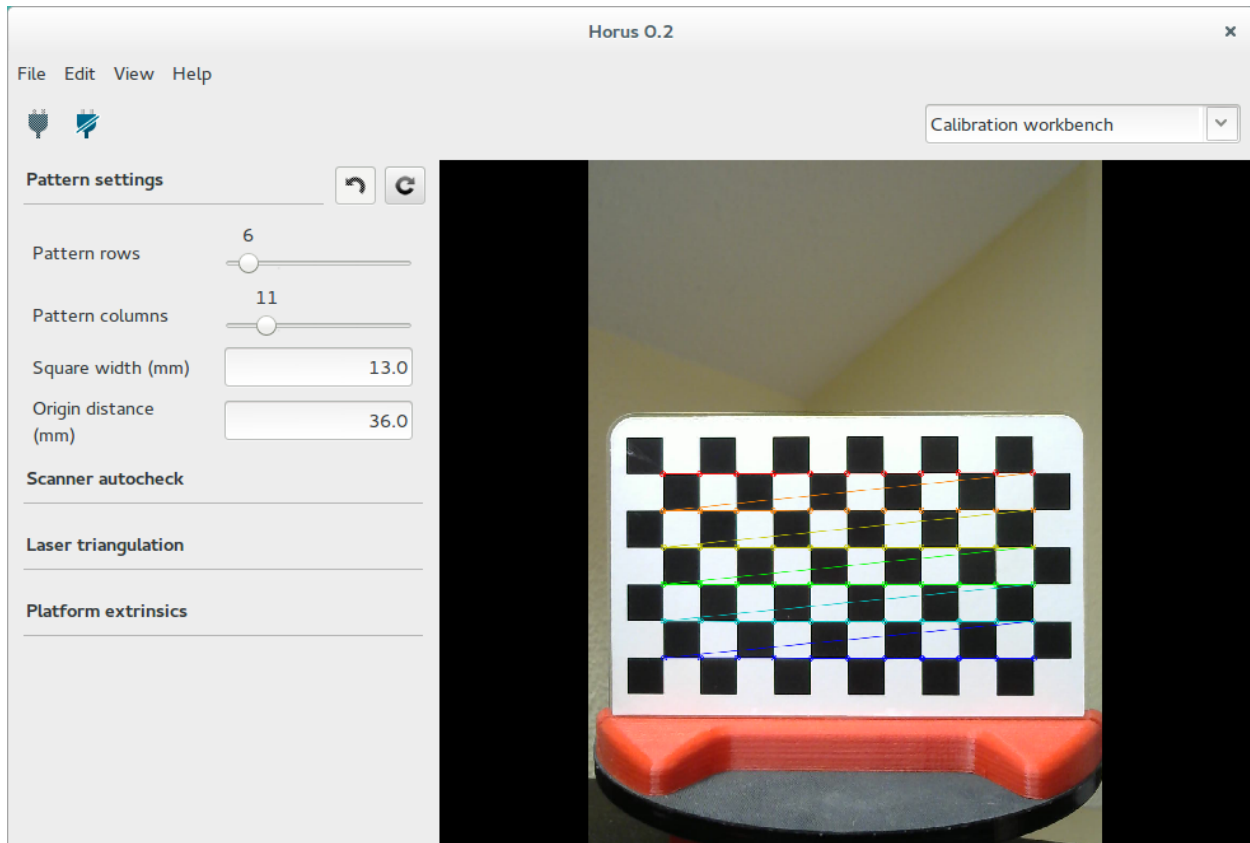 Horus 0.2
File Edit View Help
Calibration workbench
Pattern settings
6
Pattern rows
11
Pattern columns
Square width (mm) 13.0
Origin distance
(mm)
36.0
Scanner autocheck
Laser triangulation
Platform extrinsics